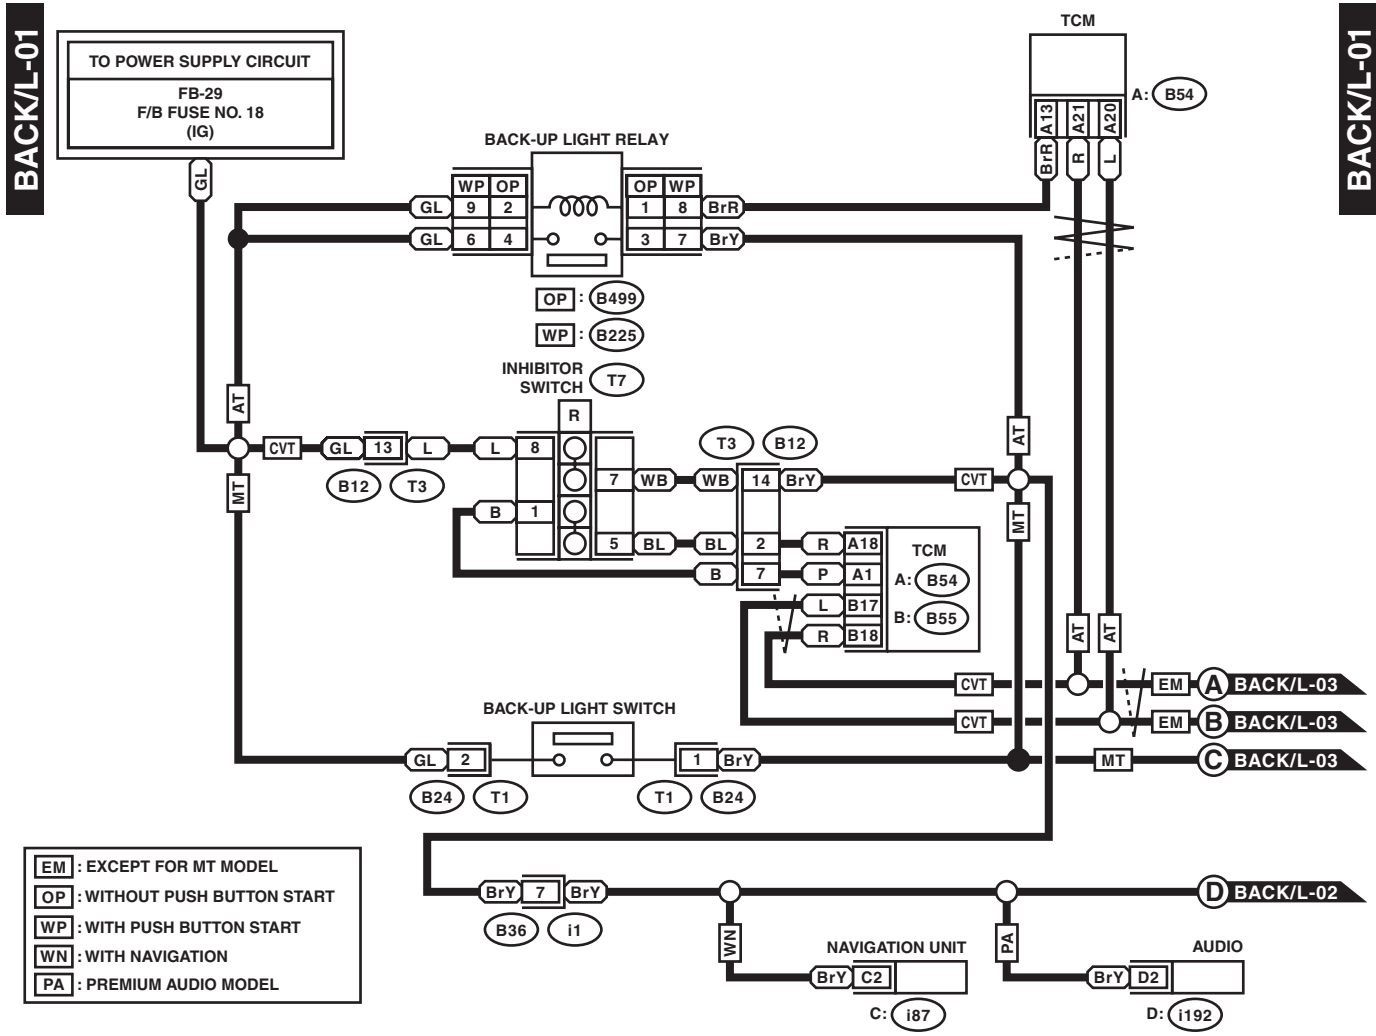 BACK/L-01
BACK/L-01
TO POWER SUPPLY CIRCUIT
FB-29
F/B FUSE NO. 18
(IG)
GL
TCM
A: B54
A13 A21 A20
BrR R L
BACK-UP LIGHT RELAY
WP OP OP WP
GL 9 2 1 8 BrR
GL 6 4 3 7 BrY
OP : B499
WP : B225
INHIBITOR
SWITCH T7
R
AT
AT
T3 B12
CVT GL 13 L L 8
B12 T3
7 WB WB 14 BrY CVT
MT
MT
B 1
5 BL BL 2 R A18
B 7 P A1
L B17
R B18
TCM
A: B54
B: B55
AT AT
CVT EM A BACK/L-03
CVT EM B BACK/L-03
BACK-UP LIGHT SWITCH
GL 2 1 BrY MT C BACK/L-03
B24 T1 T1 B24
EM : EXCEPT FOR MT MODEL
OP : WITHOUT PUSH BUTTON START
WP : WITH PUSH BUTTON START
WN : WITH NAVIGATION
PA : PREMIUM AUDIO MODEL
BrY 7 BrY D BACK/L-02
B36 i1
WN
PA
NAVIGATION UNIT
BrY C2
C: i87
AUDIO
BrY D2
D: i192